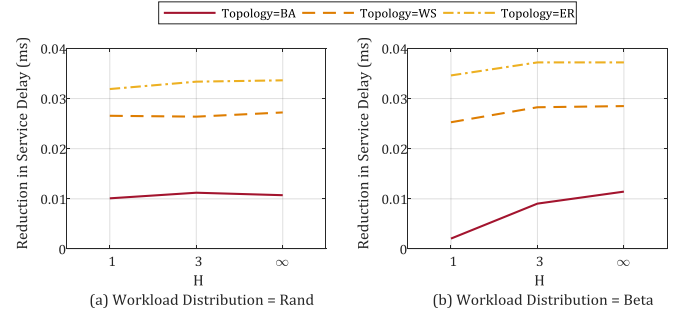 Topology=BA Topology=WS Topology=ER
Reduction in Service Delay (ms)
0.04
0.03
0.02
0.01
0
1 3 ∞
H
(a) Workload Distribution = Rand
Reduction in Service Delay (ms)
0.04
0.03
0.02
0.01
0
1 3 ∞
H
(b) Workload Distribution = Beta